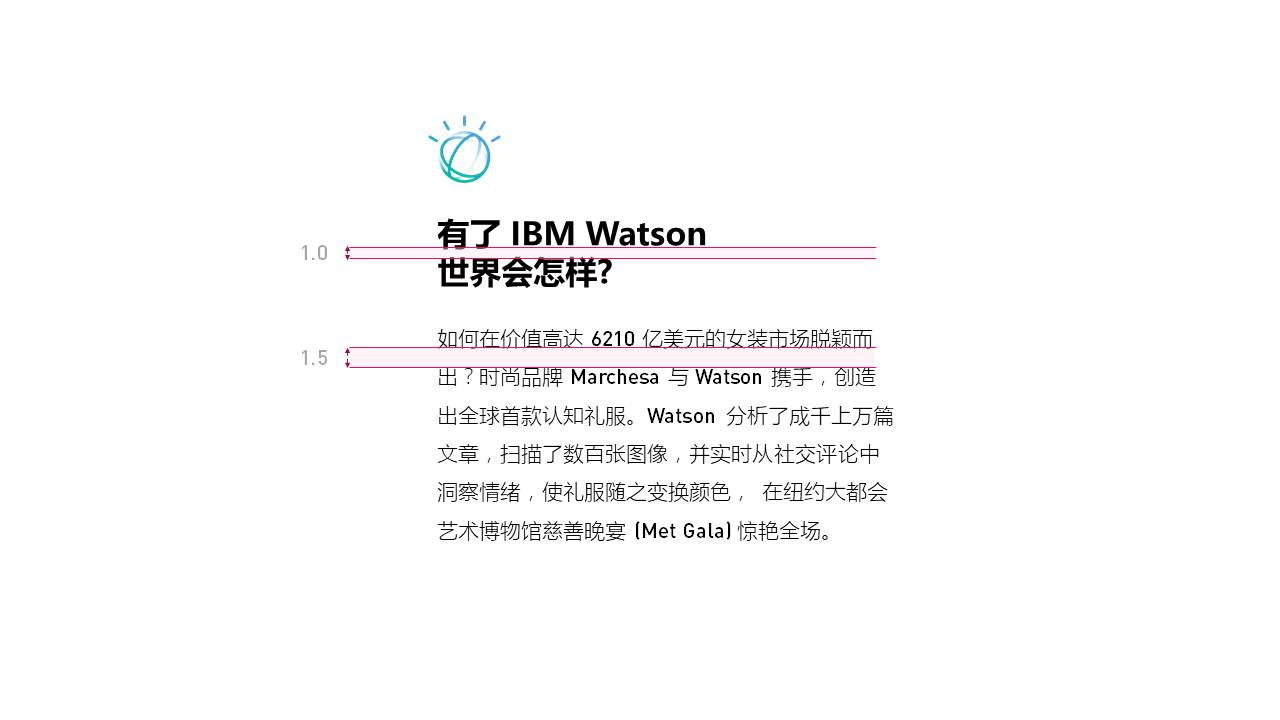 有了 IBM Watson
1.0
世界会怎样?
如何在价值高达 6210 亿美元的女装市场脱颖而
1.5
出？时尚品牌 Marchesa 与 Watson 携手，创造
出全球首款认知礼服。Watson 分析了成千上万篇
文章，扫描了数百张图像，并实时从社交评论中
洞察情绪，使礼服随之变换颜色， 在纽约大都会
艺术博物馆慈善晚宴 (Met Gala) 惊艳全场。